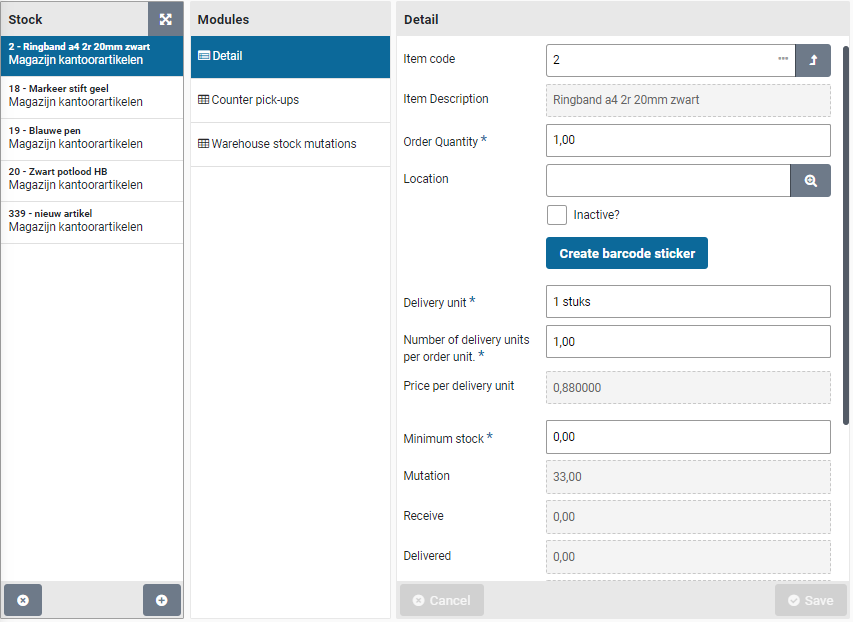 Stock
2 - Ringband a4 2r 20mm zwart
Magazijn kantoorartikelen
18 - Markeer stift geel
Magazijn kantoorartikelen
19 - Blauwe pen
Magazijn kantoorartikelen
20 - Zwart potlood HB
Magazijn kantoorartikelen
339 - nieuw artikel
Magazijn kantoorartikelen
Modules
Detail
Counter pick-ups
Warehouse stock mutations
Detail
Item code
2
Item Description
Ringband a4 2r 20mm zwart
Order Quantity *
1,00
Location
Inactive?
Create barcode sticker
Delivery unit *
1 stuks
Number of delivery units
per order unit. *
1,00
Price per delivery unit
0,880000
Minimum stock *
0,00
Mutation
33,00
Receive
0,00
Delivered
0,00
Cancel
Save